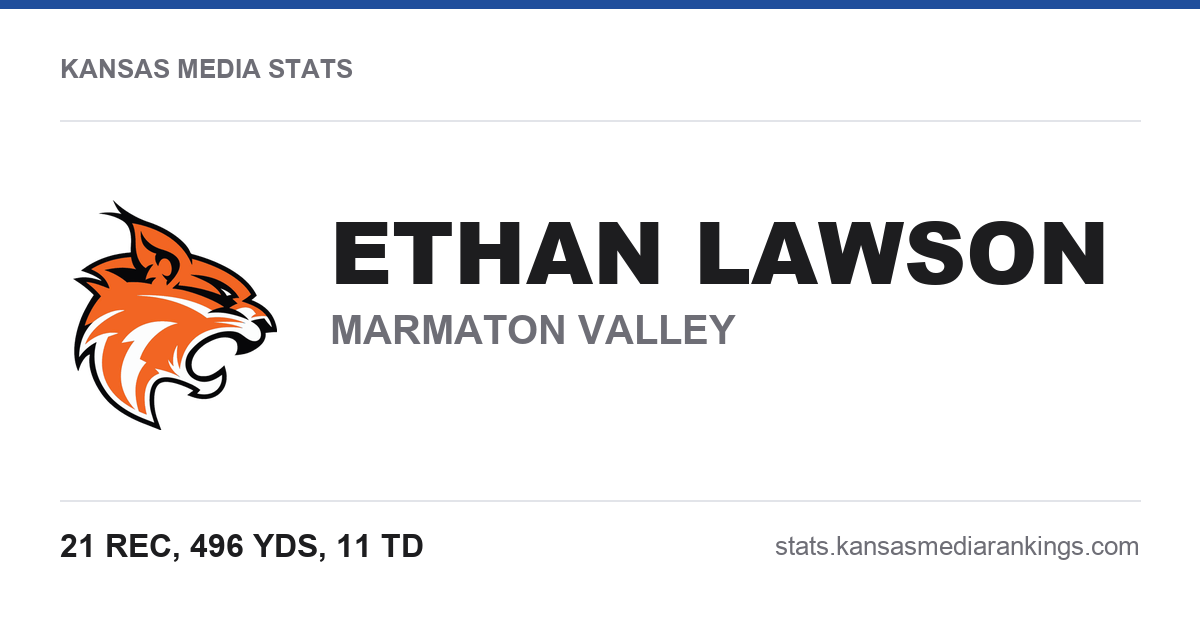 KANSAS MEDIA STATS
ETHAN LAWSON
MARMATON VALLEY
21 REC, 496 YDS, 11 TD
stats.kansasmediarankings.com